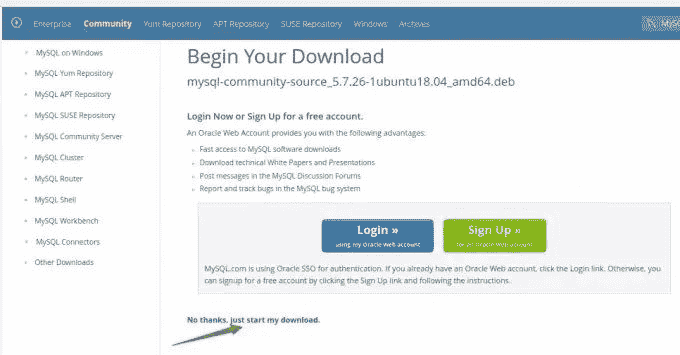 Enterprise Community Yum Repository APT Repository SUSE Repository Windows Archives
MySQL on Windows
MySQL Yum Repository
MySQL APT Repository
MySQL SUSE Repository
MySQL Community Server
MySQL Cluster
MySQL Router
MySQL Shell
MySQL Workbench
MySQL Connectors
Other Downloads
Begin Your Download
mysql-community-source_5.7.26-1ubuntu18.04_amd64.deb
Login Now or Sign Up for a free account.
An Oracle Web Account provides you with the following advantages:
Fast access to MySQL software downloads
Download technical White Papers and Presentations
Post messages in the MySQL Discussion Forums
Report and track bugs in the MySQL bug system
Login »
using my Oracle Web account
Sign Up »
for an Oracle Web account
MySQL.com is using Oracle SSO for authentication. If you already have an Oracle Web account, click the Login link. Otherwise, you
can signup for a free account by clicking the Sign Up link and following the instructions.
No thanks, just start my download.